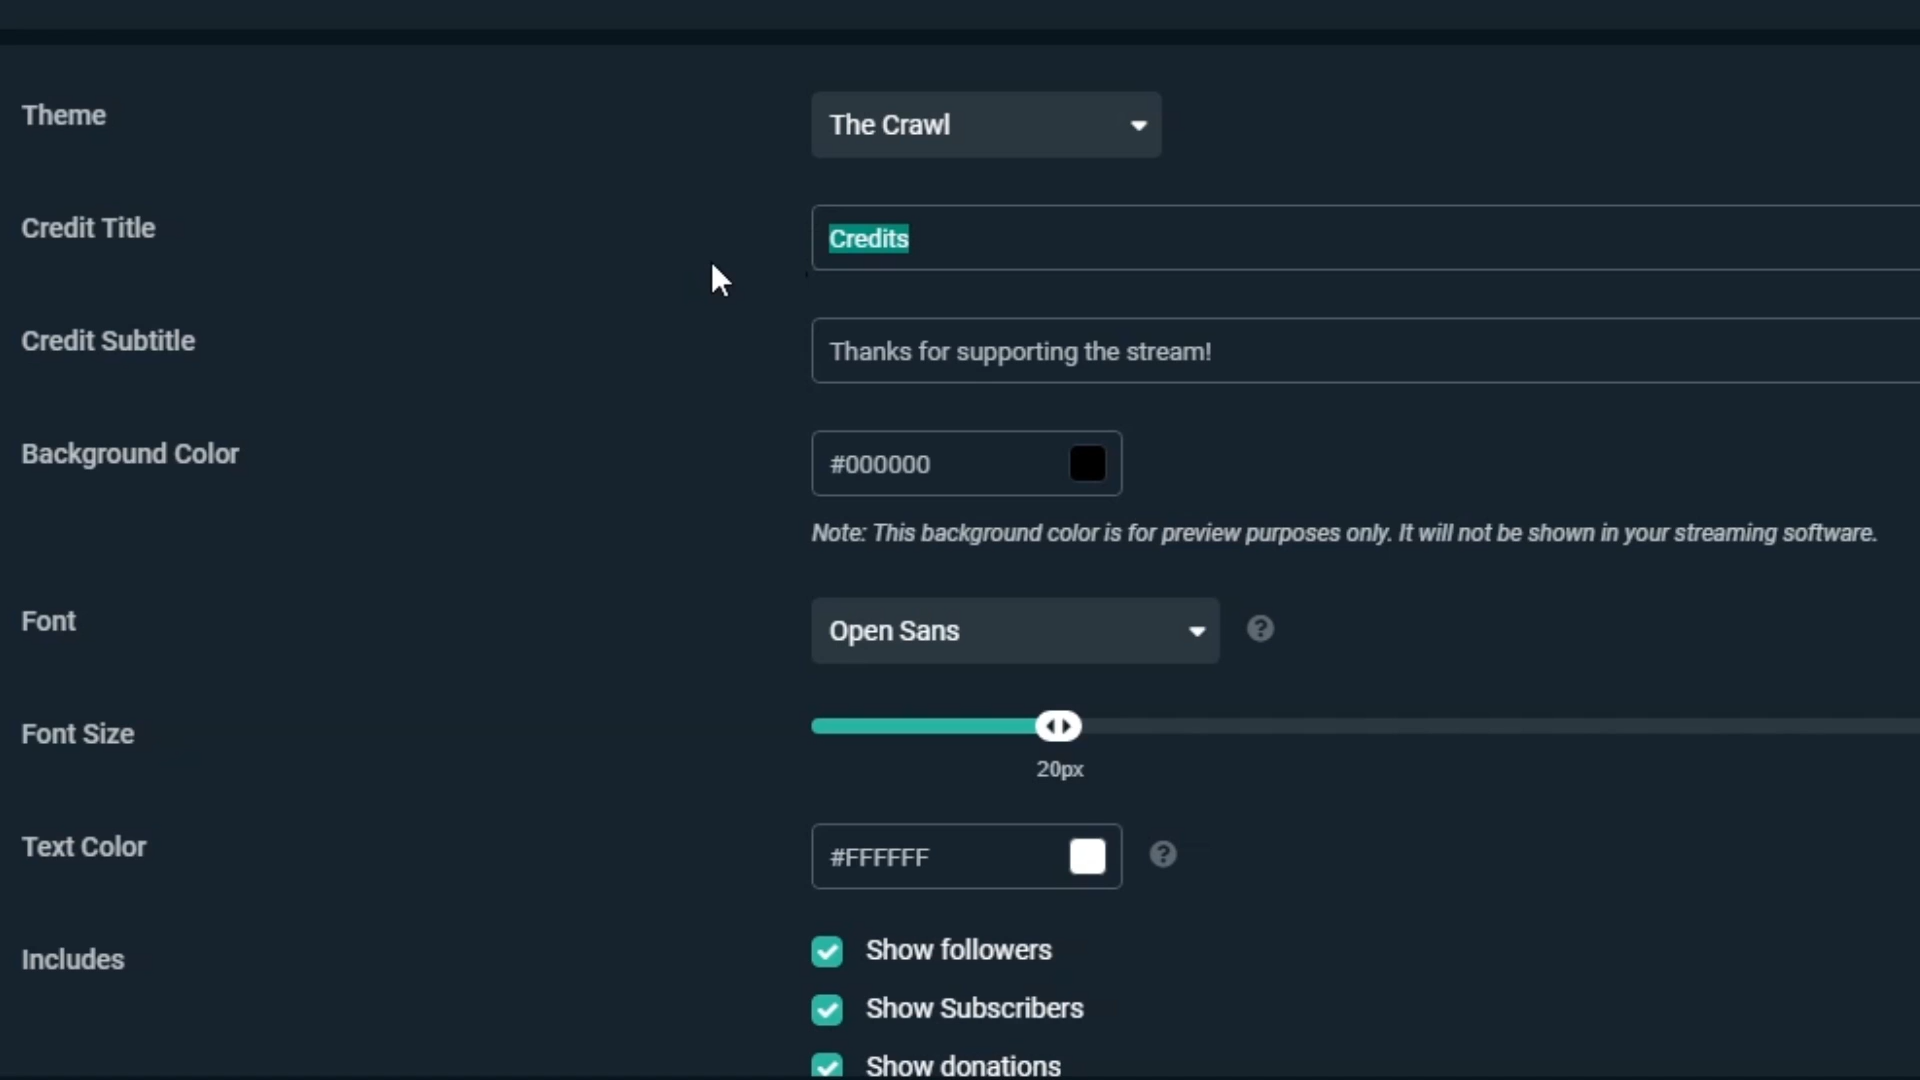 Theme
The Crawl
Credit Title
Credits
Credit Subtitle
Thanks for supporting the stream!
Background Color
#000000
Note: This background color is for preview purposes only. It will not be shown in your streaming software.
Font
Open Sans
Font Size
20px
Text Color
#FFFFFF
Includes
Show followers
Show Subscribers
Show donations